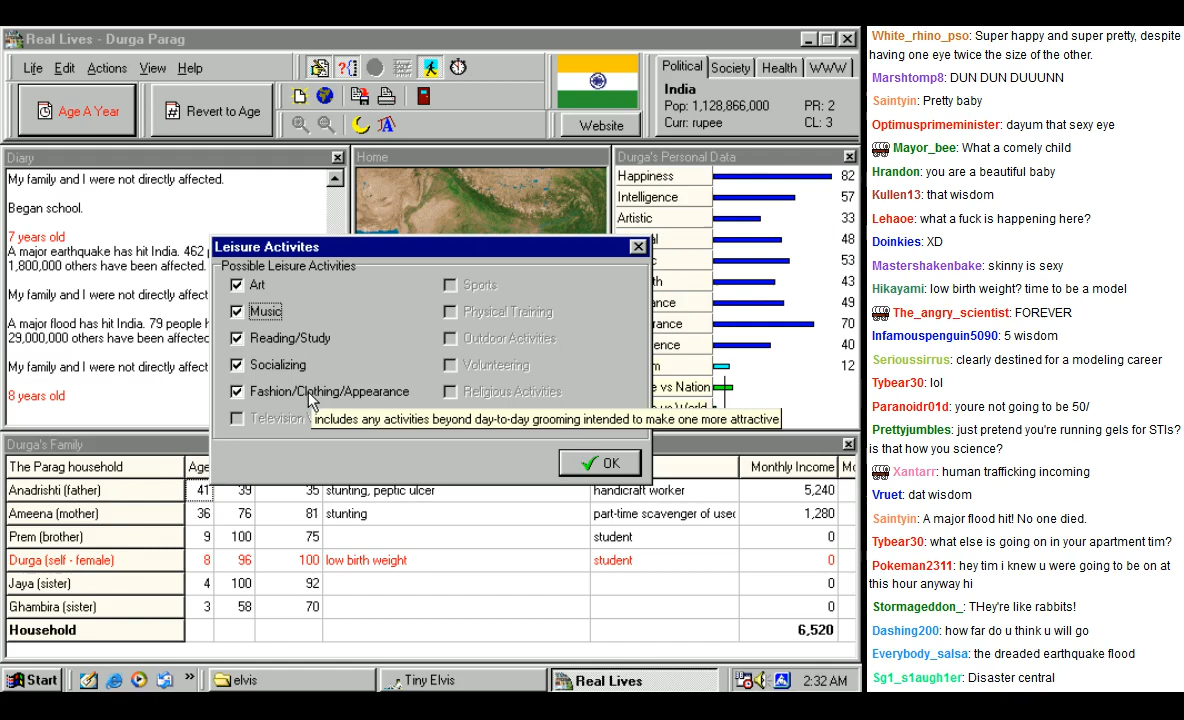 Real Lives - Durga Parag
Life Edit Actions View Help
Age A Year
Revert to Age
Website
Political Society Health WWW
India
Pop: 1,128,866,000 PR: 2
Curr: rupee CL: 3
Diary
My family and I were not directly affected.
Began school.
7 years old
A major earthquake has hit India. 462
1,800,000 others have been affected.
My family and I were not directly affect
A major flood has hit India. 79 people h
29,000,000 others have been affected
My family and I were not directly affect
8 years old
Home
Durga's Personal Data
Happiness 82
Intelligence 57
Artistic 33
48
53
43
49
70
40
12
e vs Nation
Leisure Activites
Possible Leisure Activities
Art
Music
Reading/Study
Socializing
Fashion/Clothing/Appearance
Television
Sports
Physical Training
Outdoor Activities
Volunteering
Religious Activities
includes any activities beyond day-to-day grooming intended to make one more attractive
OK
Durga's Family
The Parag household Age Monthly Income
Anadrishti (father) 41 39 35 stunting, peptic ulcer handicraft worker 5,240
Ameena (mother) 36 76 81 stunting part-time scavenger of used 1,280
Prem (brother) 9 100 75 student 0
Durga (self - female) 8 96 100 low birth weight student 0
Jaya (sister) 4 100 92 0
Ghambira (sister) 3 58 70 0
Household 6,520
Start
elvis
Tiny Elvis
Real Lives
2:32 AM
White_rhino_pso: Super happy and super pretty, despite
having one eye twice the size of the other.
Marshtomp8: DUN DUN DUUUNN
Saintyin: Pretty baby
Optimusprimeminister: dayum that sexy eye
Mayor_bee: What a comely child
Hrandon: you are a beautiful baby
Kullen13: that wisdom
Lehaoe: what a fuck is happening here?
Doinkies: XD
Mastershakenbake: skinny is sexy
Hikayami: low birth weight? time to be a model
The_angry_scientist: FOREVER
Infamouspenguin5090: 5 wisdom
Serioussirrus: clearly destined for a modeling career
Tybear30: lol
Paranoidr01d: youre not going to be 50/
Prettyjumbles: just pretend you're running gels for STIs?
is that how you science?
Xantarr: human trafficking incoming
Vruet: dat wisdom
Saintyin: A major flood hit! No one died.
Tybear30: what else is going on in your apartment tim?
Pokeman2311: hey tim i knew u were going to be on at
this hour anyway hi
Stormageddon_: THey're like rabbits!
Dashing200: how far do u think u will go
Everybody_salsa: the dreaded earthquake flood
Sg1_s1augh1er: Disaster central